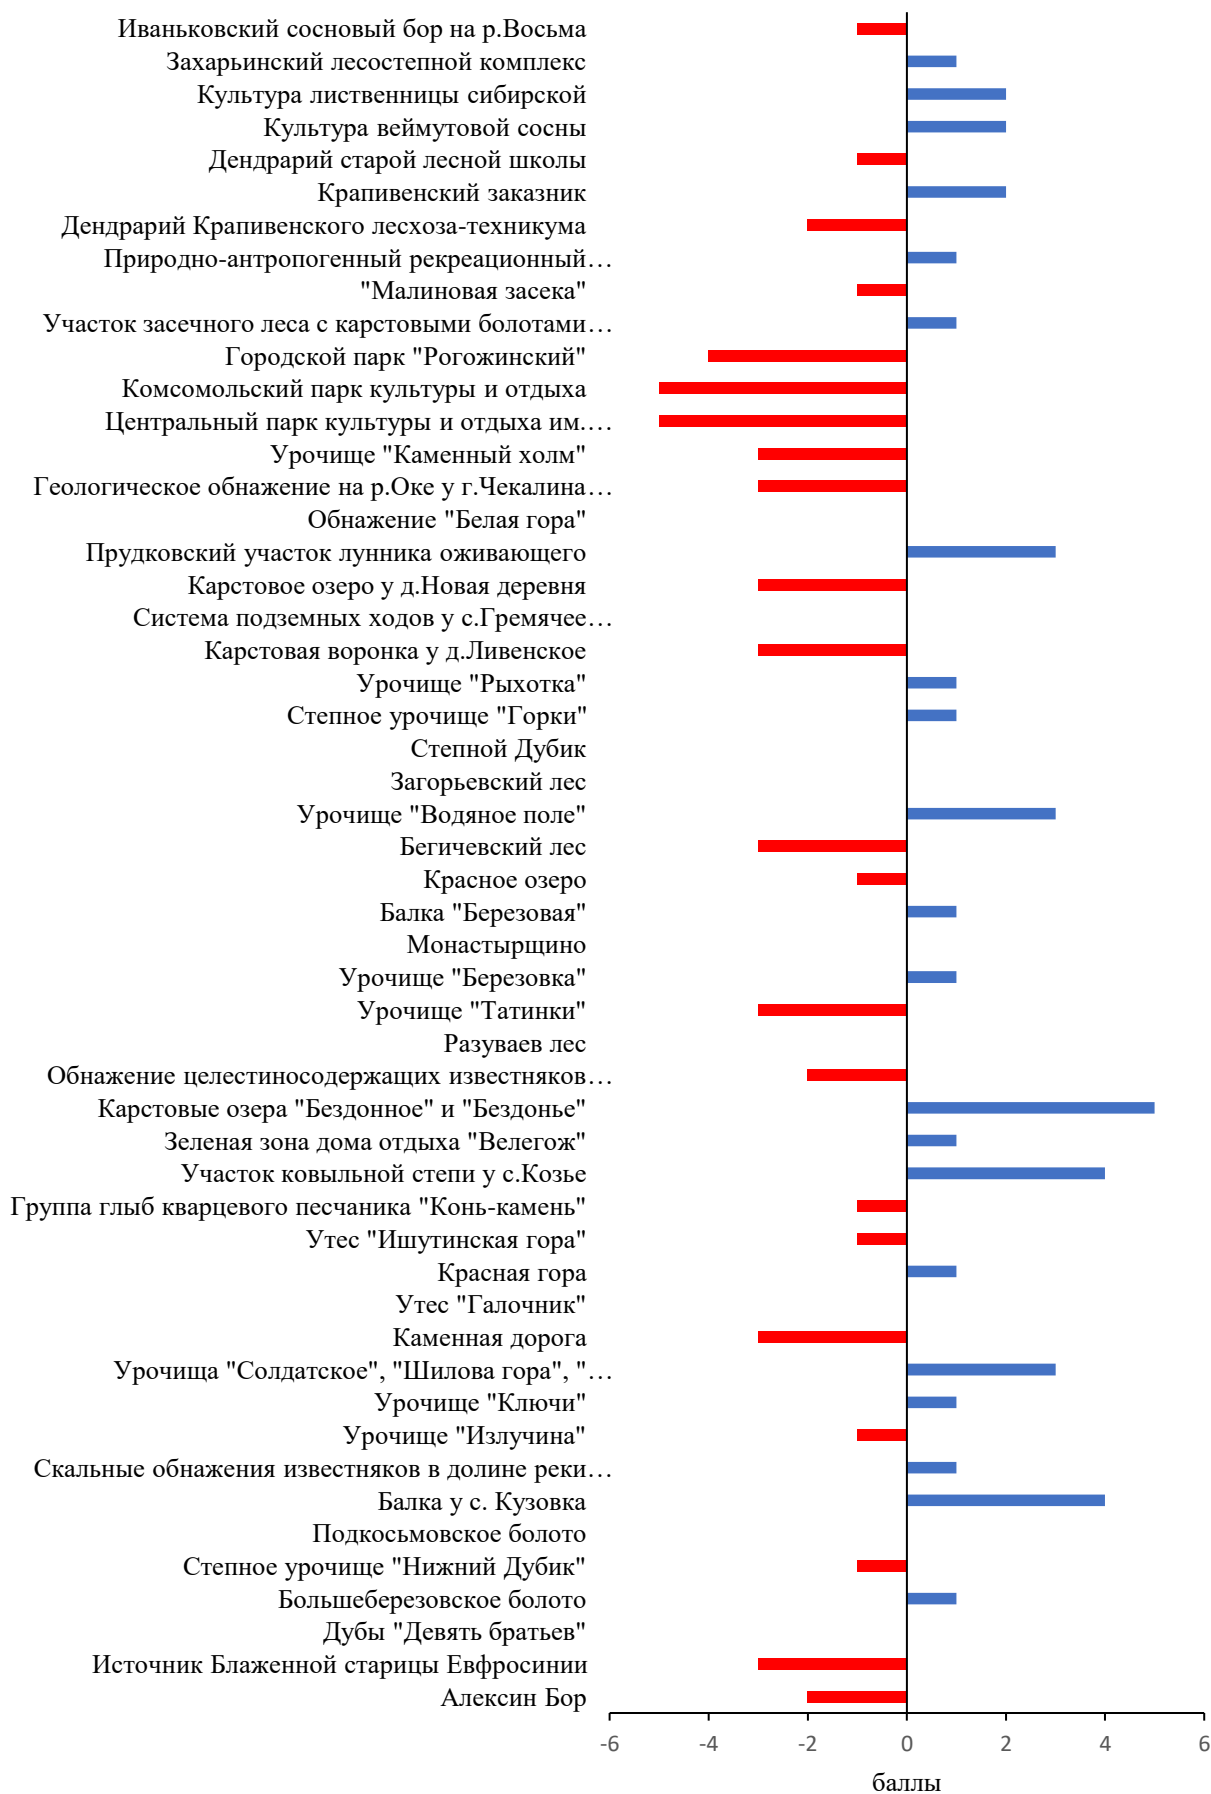 Иваньковский сосновый бор на р.Восьма
Захарьинский лесостепной комплекс
Культура лиственницы сибирской
Культура веймутовой сосны
Дендрарий старой лесной школы
Крапивенский заказник
Дендрарий Крапивенского лесхоза-техникума
Природно-антропогенный рекреационный…
"Малиновая засека"
Участок засечного леса с карстовыми болотами…
Городской парк "Рогожинский"
Комсомольский парк культуры и отдыха
Центральный парк культуры и отдыха им.…
Урочище "Каменный холм"
Геологическое обнажение на р.Оке у г.Чекалина…
Обнажение "Белая гора"
Прудковский участок лунника оживающего
Карстовое озеро у д.Новая деревня
Система подземных ходов у с.Гремячее…
Карстовая воронка у д.Ливенское
Урочище "Рыхотка"
Степное урочище "Горки"
Степной Дубик
Загорьевский лес
Урочище "Водяное поле"
Бегичевский лес
Красное озеро
Балка "Березовая"
Монастырщино
Урочище "Березовка"
Урочище "Татинки"
Разуваев лес
Обнажение целестиносодержащих известняков…
Карстовые озера "Бездонное" и "Бездонье"
Зеленая зона дома отдыха "Велегож"
Участок ковыльной степи у с.Козье
Группа глыб кварцевого песчаника "Конь-камень"
Утес "Ишутинская гора"
Красная гора
Утес "Галочник"
Каменная дорога
Урочища "Солдатское", "Шилова гора", "…
Урочище "Ключи"
Урочище "Излучина"
Скальные обнажения известняков в долине реки…
Балка у с. Кузовка
Подкосьмовское болото
Степное урочище "Нижний Дубик"
Большеберезовское болото
Дубы "Девять братьев"
Источник Блаженной старицы Евфросинии
Алексин Бор
-6 -4 -2 0 2 4 6
баллы